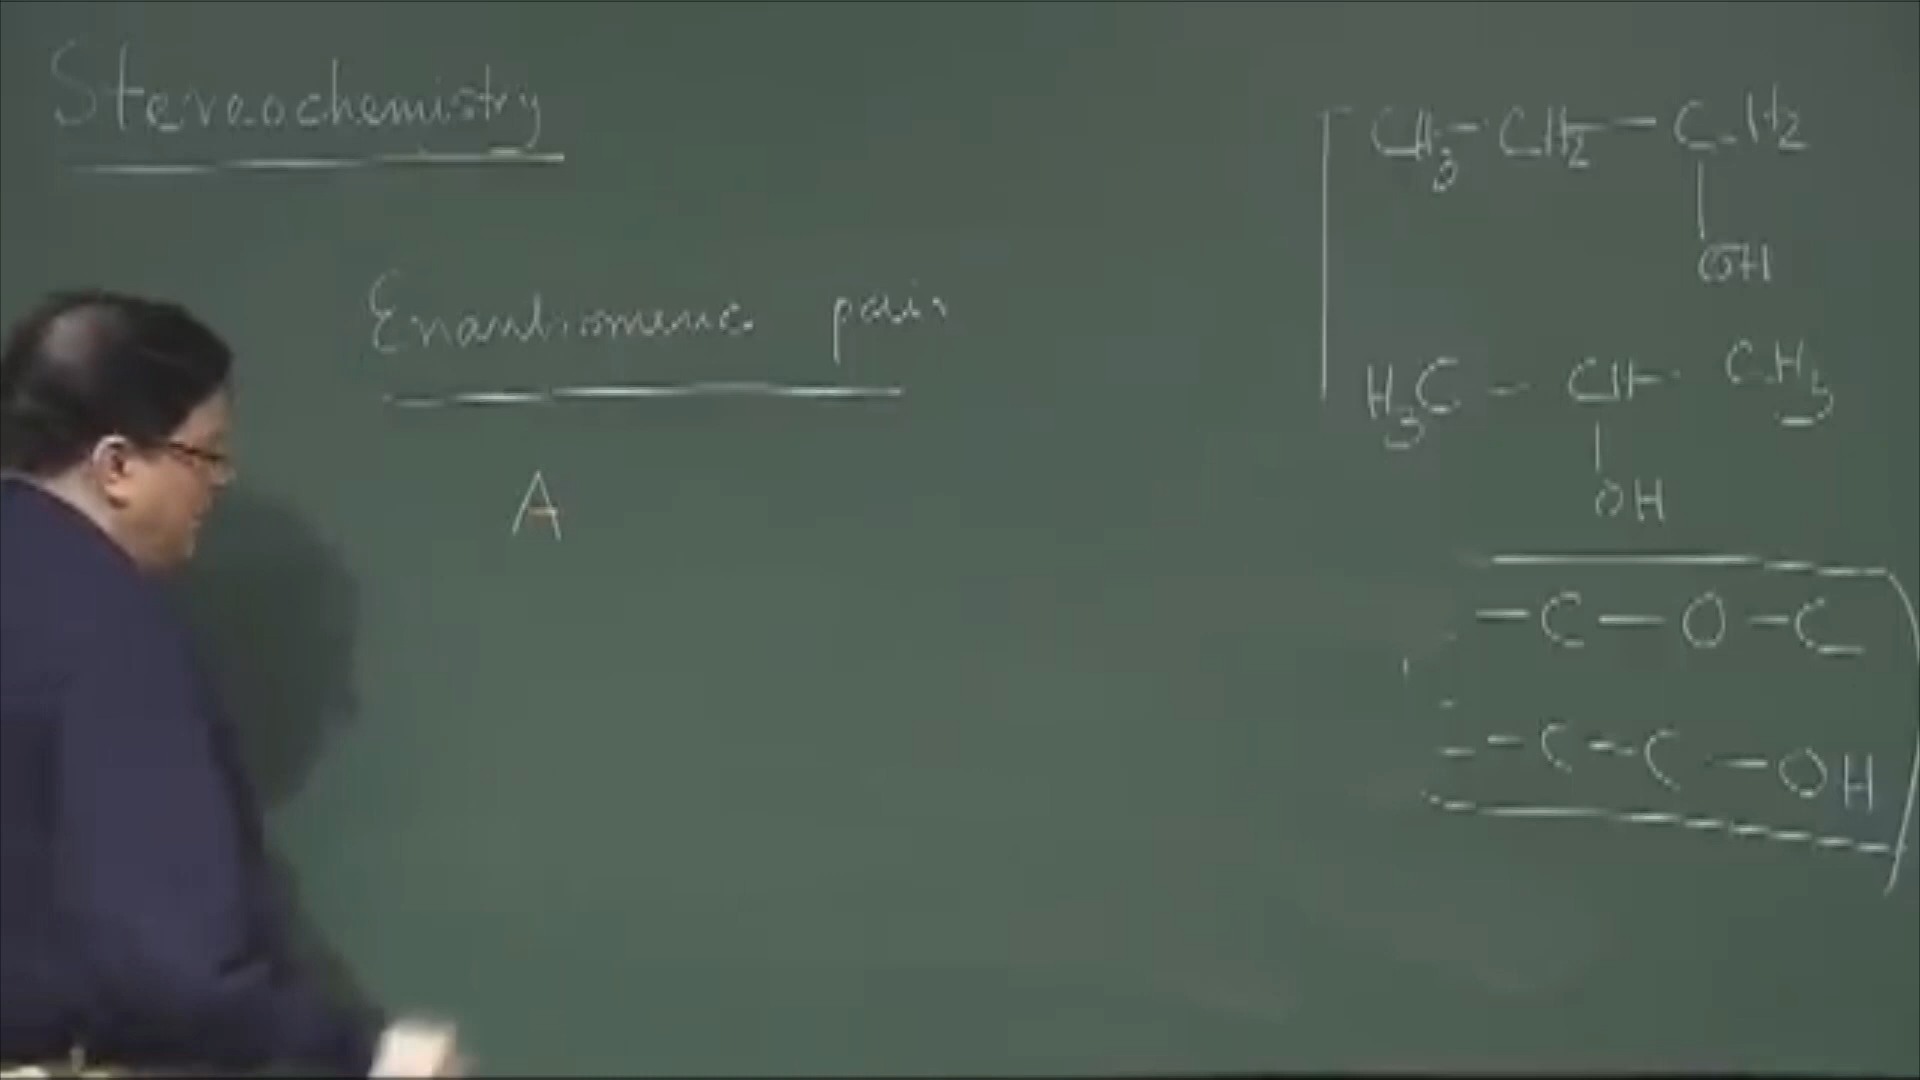 Stereochemistry
Enantiomeric pair
A
CH3-CH2-CH2
OH
H3C-CH-CH3
OH
-C-O-C
--C-C-OH